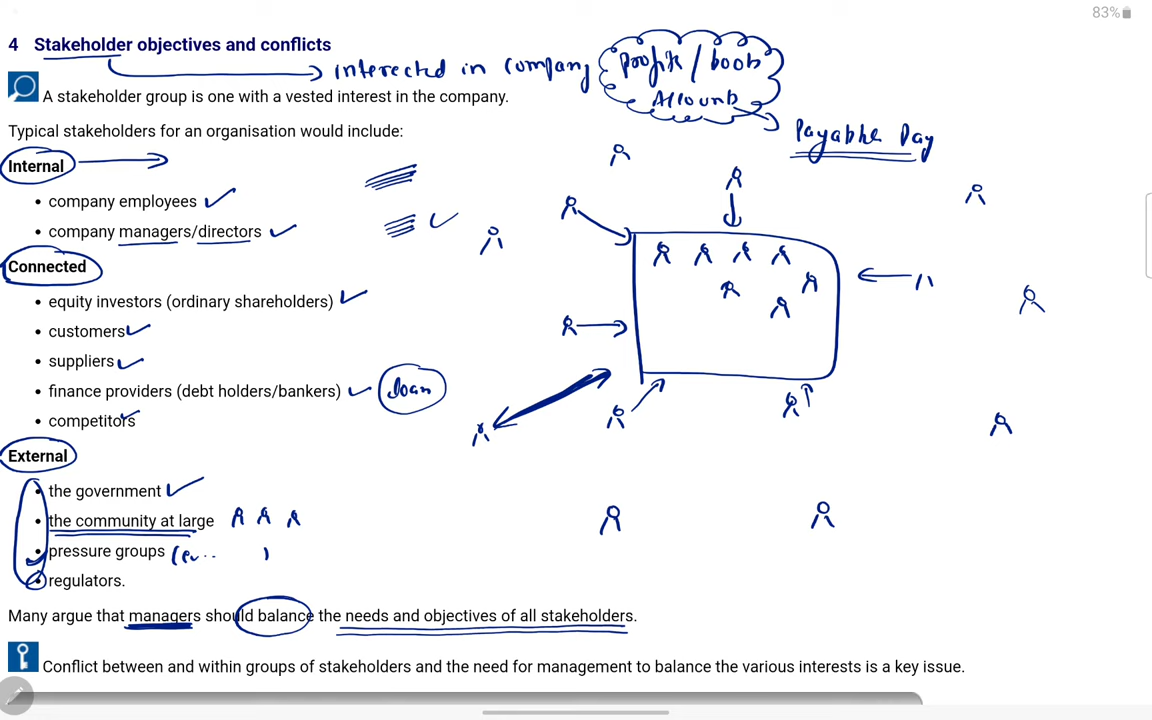 83%
4 Stakeholder objectives and conflicts
interected in company
A stakeholder group is one with a vested interest in the company.
Typical stakeholders for an organisation would include:
Payable Day
Internal
• company employees
• company managers/directors
Connected
• equity investors (ordinary shareholders)
• customers
• suppliers
• finance providers (debt holders/bankers) loan
• competitors
External
• the government
• the community at large
• pressure groups
• regulators.
Many argue that managers should balance the needs and objectives of all stakeholders.
Conflict between and within groups of stakeholders and the need for management to balance the various interests is a key issue.